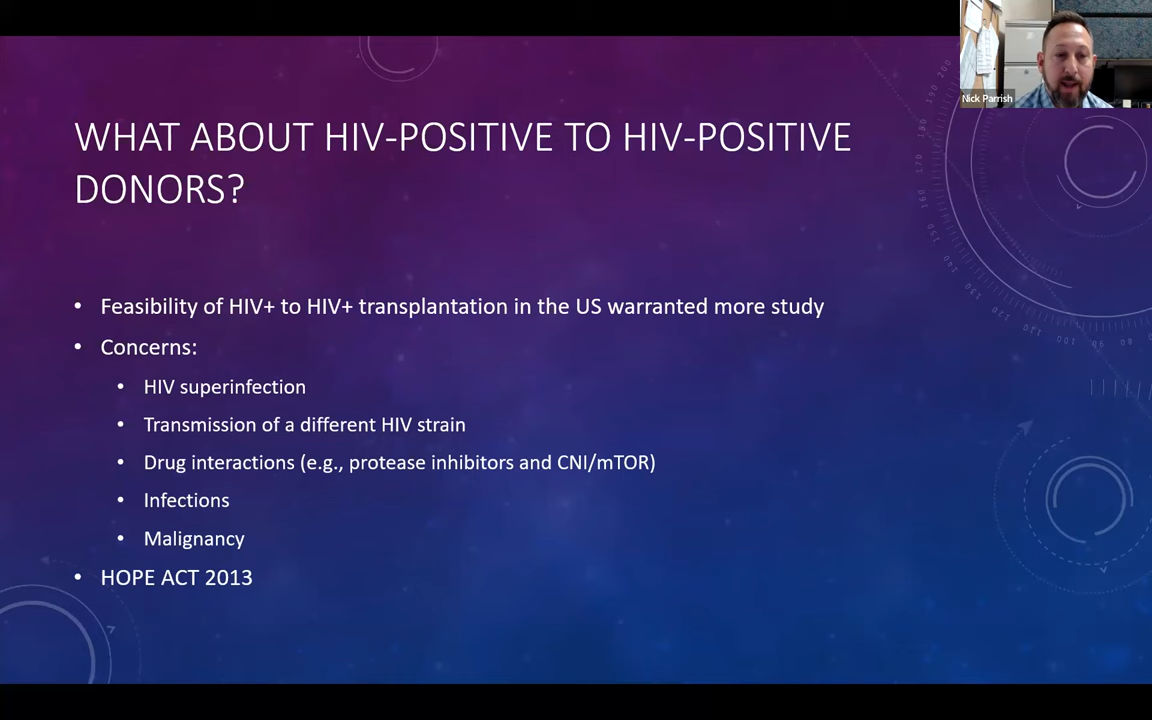 Nick Parrish
WHAT ABOUT HIV-POSITIVE TO HIV-POSITIVE
DONORS?
• Feasibility of HIV+ to HIV+ transplantation in the US warranted more study
• Concerns:
• HIV superinfection
• Transmission of a different HIV strain
• Drug interactions (e.g., protease inhibitors and CNI/mTOR)
• Infections
• Malignancy
• HOPE ACT 2013